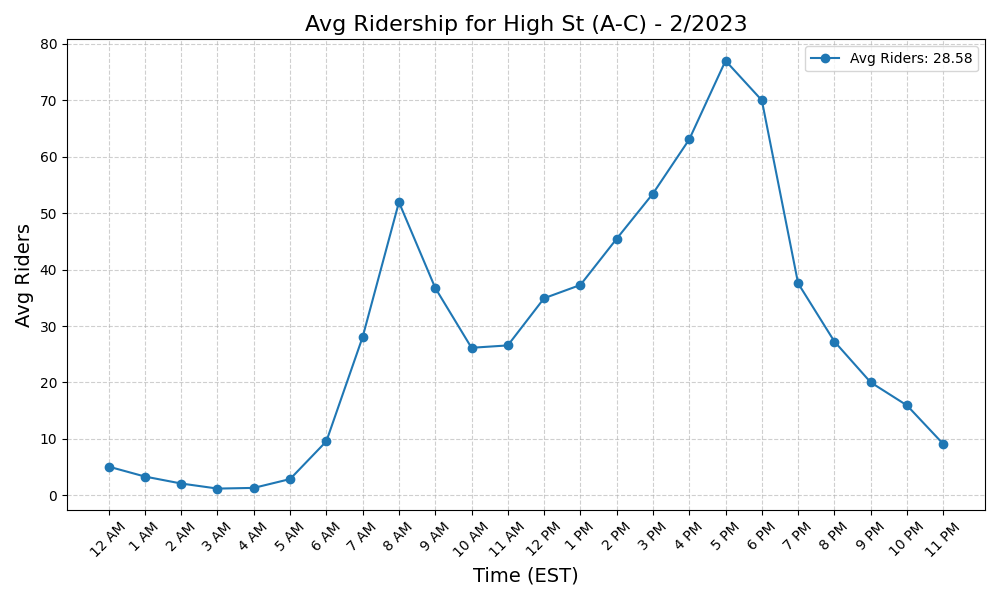 Avg Ridership for High St (A-C) - 2/2023
Avg Riders: 28.58
Avg Riders
80
70
60
50
40
30
20
10
0
12 AM
1 AM
2 AM
3 AM
4 AM
5 AM
6 AM
7 AM
8 AM
9 AM
10 AM
11 AM
12 PM
1 PM
2 PM
3 PM
4 PM
5 PM
6 PM
7 PM
8 PM
9 PM
10 PM
11 PM
Time (EST)